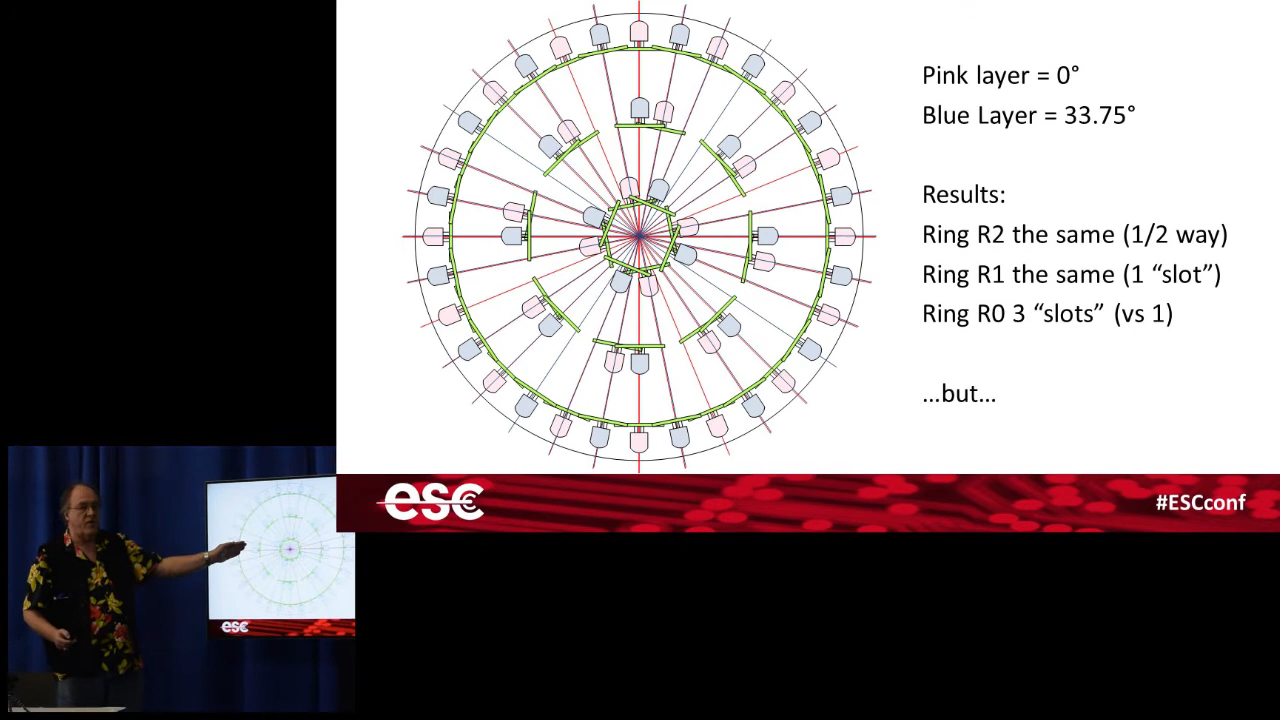 Pink layer = 0°
Blue Layer = 33.75°
Results:
Ring R2 the same (1/2 way)
Ring R1 the same (1 “slot”)
Ring R0 3 “slots” (vs 1)
...but...
esc
#ESCconf
esc